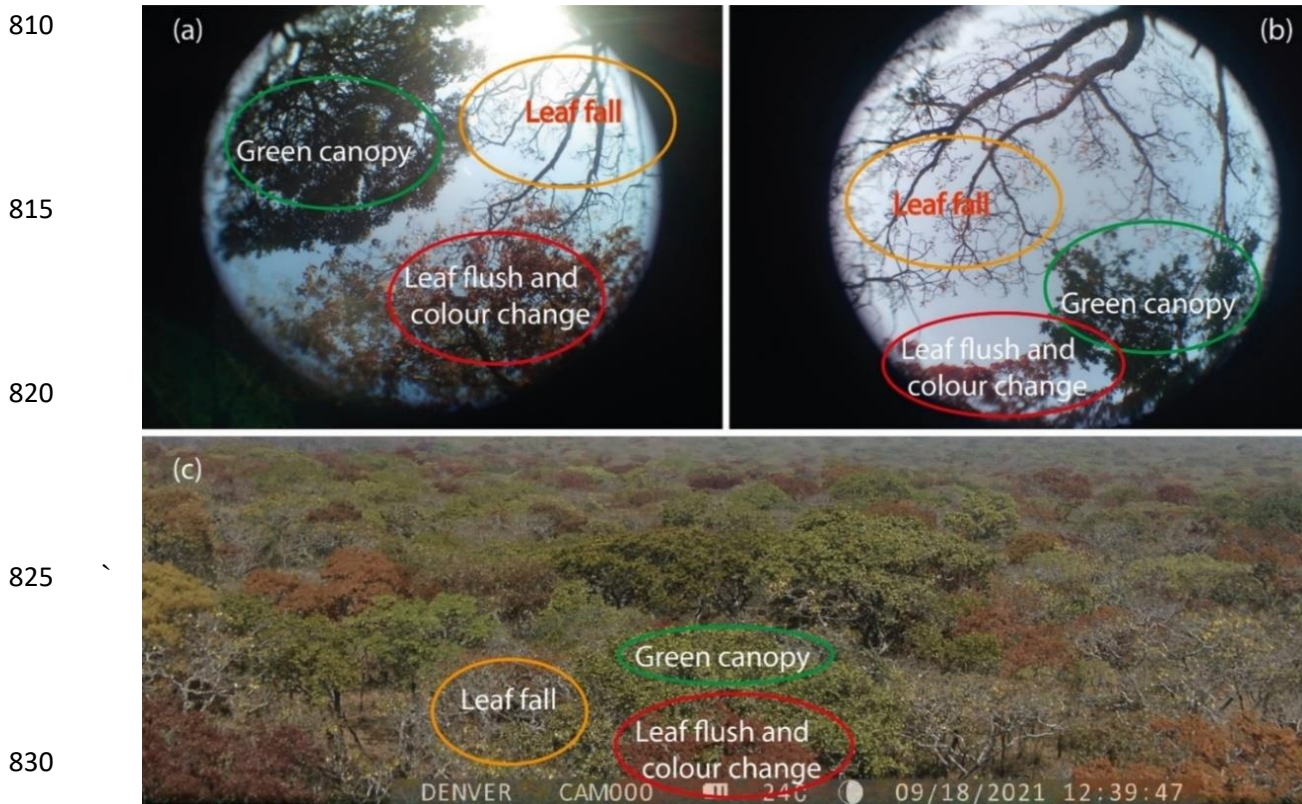 810
(a)
(b)
Leaf fall
Green canopy
815
Leaf fall
Leaf flush and
colour change
Green canopy
Leaf flush and
colour change
820
(c)
825 `
Green canopy
Leaf fall
Leaf flush and
colour change
830
DENVER CAM000 24C 09/18/2021 12:39:47